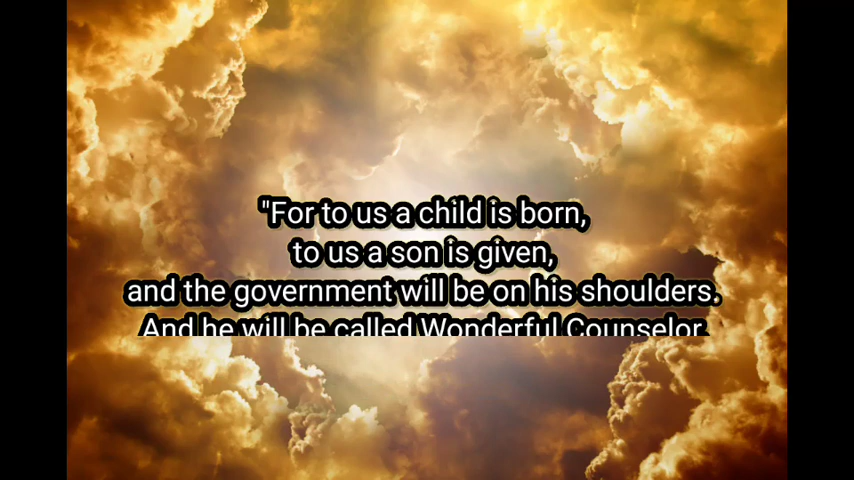 "For to us a child is born,
to us a son is given,
and the government will be on his shoulders.
And he will be called Wonderful Counselor